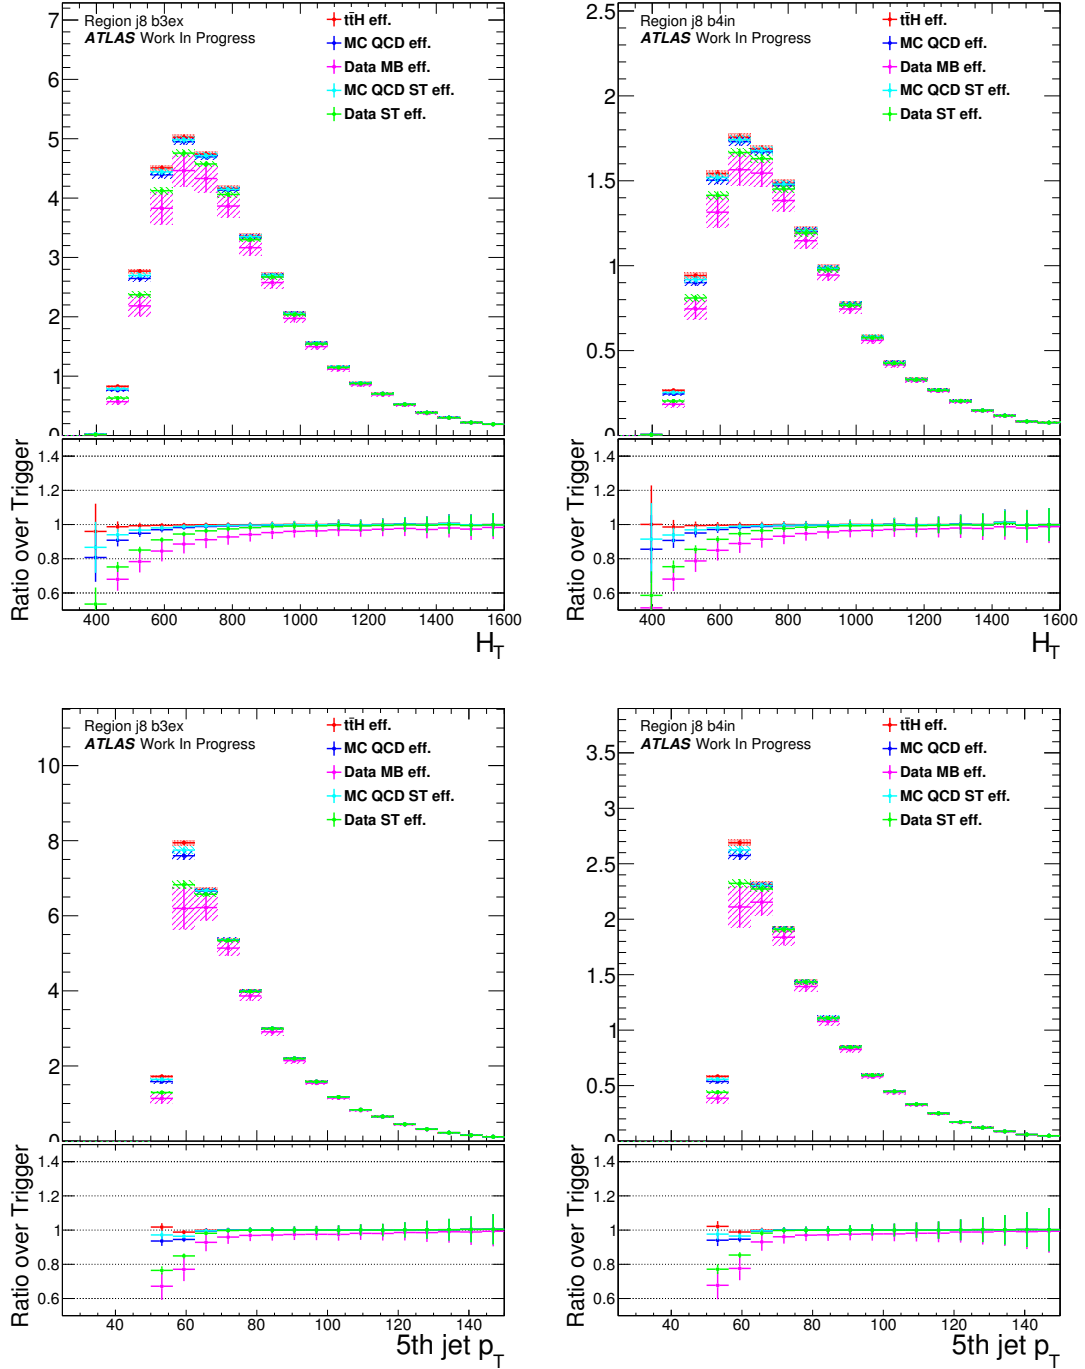 Region j8 b3ex
ATLAS Work In Progress
tt̄H eff.
MC QCD eff.
Data MB eff.
MC QCD ST eff.
Data ST eff.
7
6
5
4
3
2
1
0
Ratio over Trigger
1.4
1.2
1
0.8
0.6
400 600 800 1000 1200 1400 1600
H_T
Region j8 b4in
ATLAS Work In Progress
tt̄H eff.
MC QCD eff.
Data MB eff.
MC QCD ST eff.
Data ST eff.
2.5
2
1.5
1
0.5
0
Ratio over Trigger
1.4
1.2
1
0.8
0.6
400 600 800 1000 1200 1400 1600
H_T
Region j8 b3ex
ATLAS Work In Progress
tt̄H eff.
MC QCD eff.
Data MB eff.
MC QCD ST eff.
Data ST eff.
10
8
6
4
2
0
Ratio over Trigger
1.4
1.2
1
0.8
0.6
40 60 80 100 120 140
5th jet p_T
Region j8 b4in
ATLAS Work In Progress
tt̄H eff.
MC QCD eff.
Data MB eff.
MC QCD ST eff.
Data ST eff.
3.5
3
2.5
2
1.5
1
0.5
0
Ratio over Trigger
1.4
1.2
1
0.8
0.6
40 60 80 100 120 140
5th jet p_T